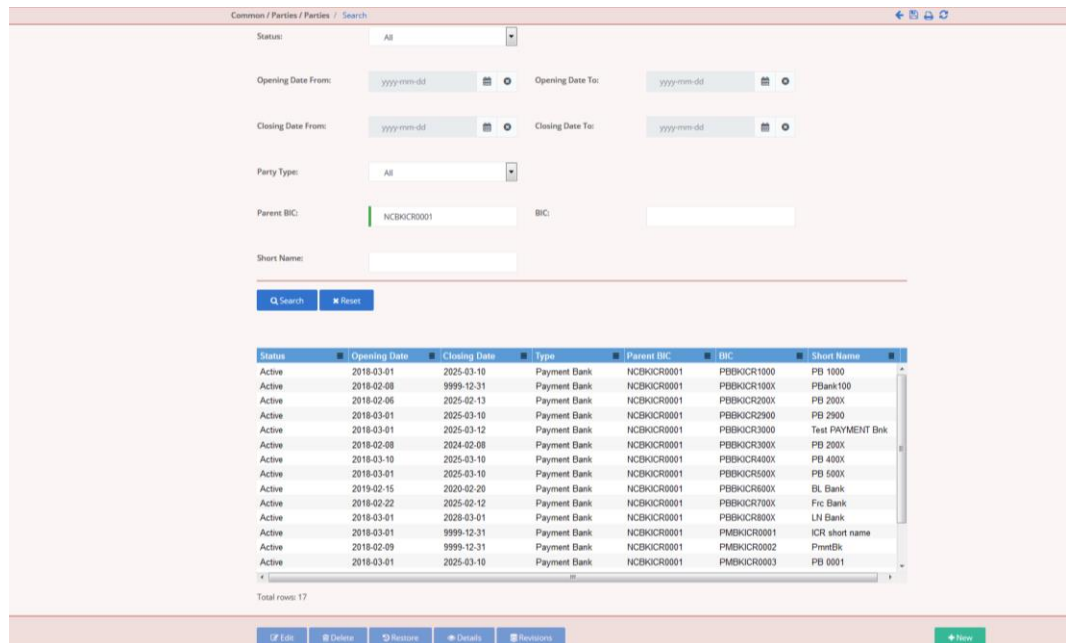 Common / Parties / Parties / Search
Status: All
Opening Date From: yyyy-mm-dd Opening Date To: yyyy-mm-dd
Closing Date From: yyyy-mm-dd Closing Date To: yyyy-mm-dd
Party Type: All
Parent BIC: NCBKICR0001 BIC:
Short Name:
Search Reset
Status Opening Date Closing Date Type Parent BIC BIC Short Name
Active 2018-03-01 2025-03-10 Payment Bank NCBKICR0001 PBBKICR1000 PB 1000
Active 2018-02-08 9999-12-31 Payment Bank NCBKICR0001 PBBKICR100X PBank100
Active 2018-02-06 2025-02-13 Payment Bank NCBKICR0001 PBBKICR200X PB 200X
Active 2018-03-01 2025-03-10 Payment Bank NCBKICR0001 PBBKICR2900 PB 2900
Active 2018-03-01 2025-03-12 Payment Bank NCBKICR0001 PBBKICR3000 Test PAYMENT Bnk
Active 2018-02-08 2024-02-08 Payment Bank NCBKICR0001 PBBKICR300X PB 200X
Active 2018-03-10 2025-03-10 Payment Bank NCBKICR0001 PBBKICR400X PB 400X
Active 2018-03-01 2025-03-10 Payment Bank NCBKICR0001 PBBKICR500X PB 500X
Active 2019-02-15 2020-02-20 Payment Bank NCBKICR0001 PBBKICR600X BL Bank
Active 2018-02-22 2025-02-12 Payment Bank NCBKICR0001 PBBKICR700X Frc Bank
Active 2018-03-01 2028-03-01 Payment Bank NCBKICR0001 PBBKICR800X LN Bank
Active 2018-03-01 9999-12-31 Payment Bank NCBKICR0001 PMBKICR0001 ICR short name
Active 2018-02-09 9999-12-31 Payment Bank NCBKICR0001 PMBKICR0002 PmntBk
Active 2018-03-01 2025-03-10 Payment Bank NCBKICR0001 PMBKICR0003 PB 0001
Total rows: 17
Edit Delete Restore Details Revisions New